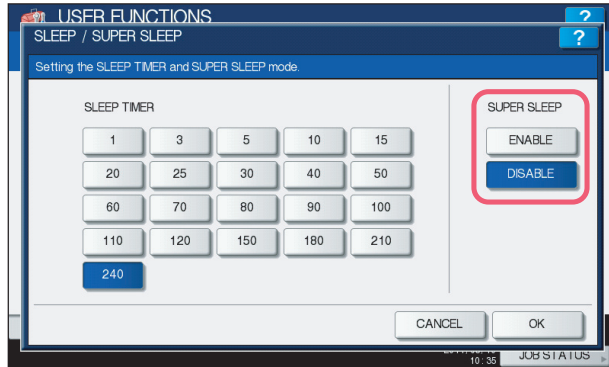 USER FUNCTIONS
?
SLEEP / SUPER SLEEP
?
Setting the SLEEP TIMER and SUPER SLEEP mode.
SLEEP TIMER
SUPER SLEEP
1 3 5 10 15
ENABLE
20 25 30 40 50
DISABLE
60 70 80 90 100
110 120 150 180 210
240
CANCEL OK
10:35
JOB STATUS